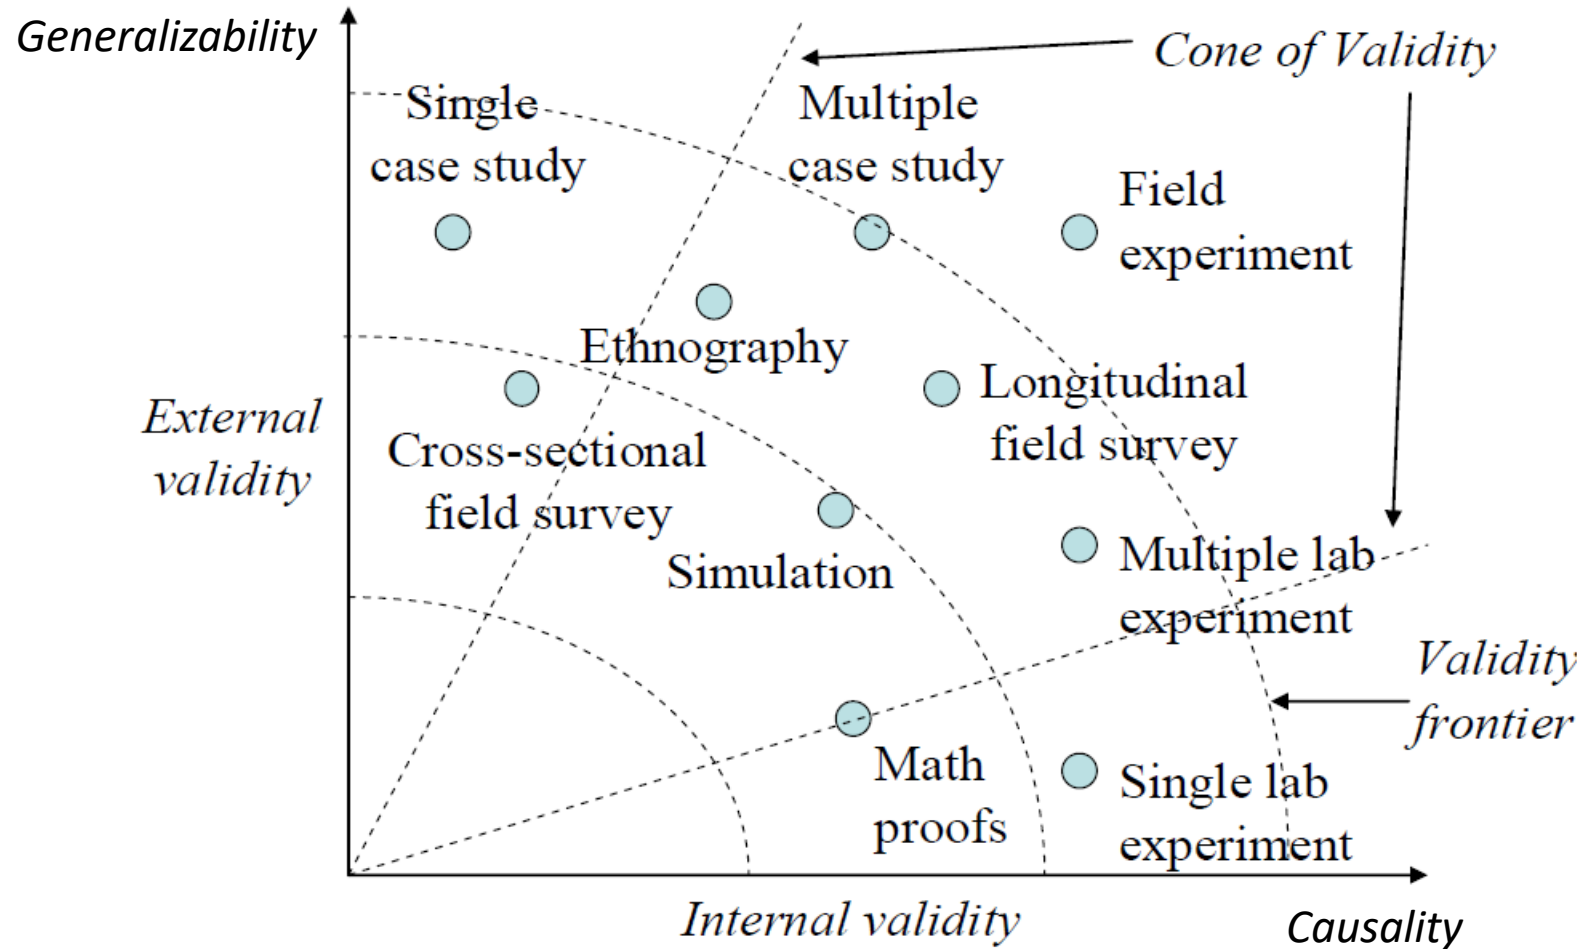 Generalizability
Cone of Validity
Single
case study
Multiple
case study
Field
experiment
Ethnography
External
validity
Longitudinal
field survey
Cross-sectional
field survey
Simulation
Multiple lab
experiment
Validity
frontier
Math
proofs
Single lab
experiment
Internal validity
Causality